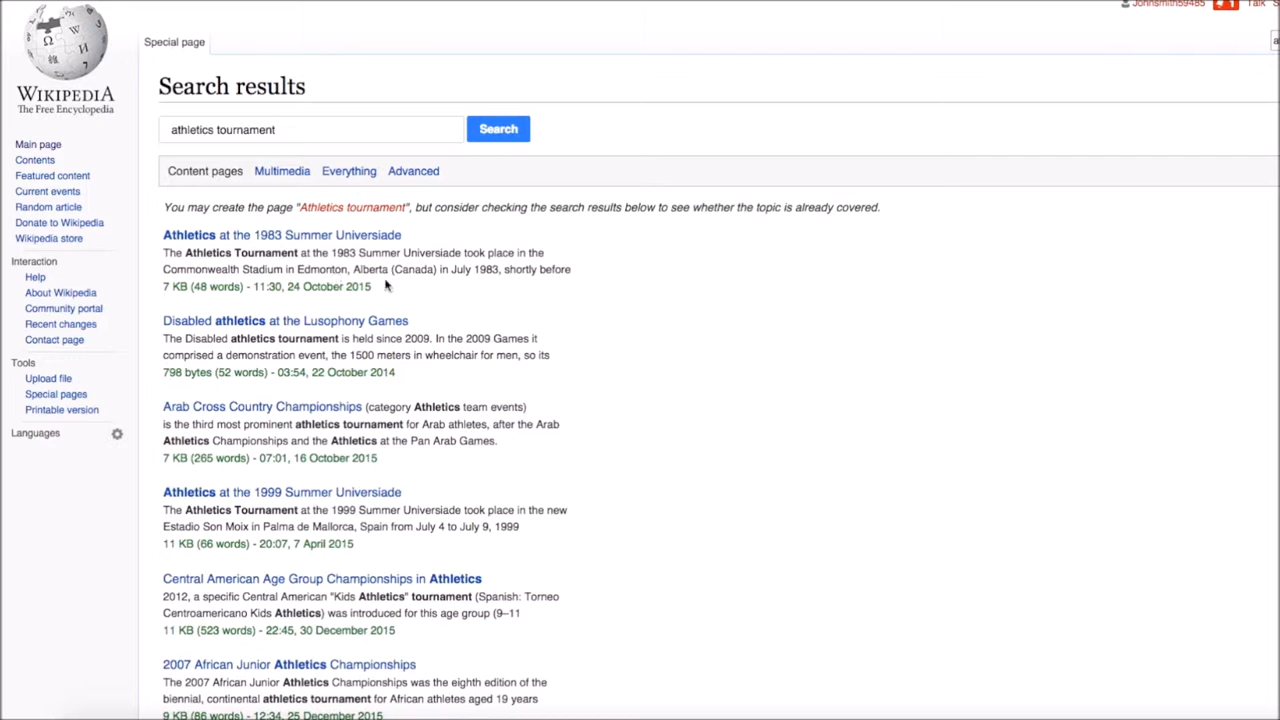 Johnsmith59485 1 Talk
Special page
WIKIPEDIA
The Free Encyclopedia
Main page
Contents
Featured content
Current events
Random article
Donate to Wikipedia
Wikipedia store
Interaction
Help
About Wikipedia
Community portal
Recent changes
Contact page
Tools
Upload file
Special pages
Printable version
Languages
Search results
athletics tournament Search
Content pages Multimedia Everything Advanced
You may create the page "Athletics tournament", but consider checking the search results below to see whether the topic is already covered.
Athletics at the 1983 Summer Universiade
The Athletics Tournament at the 1983 Summer Universiade took place in the
Commonwealth Stadium in Edmonton, Alberta (Canada) in July 1983, shortly before
7 KB (48 words) - 11:30, 24 October 2015
Disabled athletics at the Lusophony Games
The Disabled athletics tournament is held since 2009. In the 2009 Games it
comprised a demonstration event, the 1500 meters in wheelchair for men, so its
798 bytes (52 words) - 03:54, 22 October 2014
Arab Cross Country Championships (category Athletics team events)
is the third most prominent athletics tournament for Arab athletes, after the Arab
Athletics Championships and the Athletics at the Pan Arab Games.
7 KB (265 words) - 07:01, 16 October 2015
Athletics at the 1999 Summer Universiade
The Athletics Tournament at the 1999 Summer Universiade took place in the new
Estadio Son Moix in Palma de Mallorca, Spain from July 4 to July 9, 1999
11 KB (66 words) - 20:07, 7 April 2015
Central American Age Group Championships in Athletics
2012, a specific Central American "Kids Athletics" tournament (Spanish: Torneo
Centroamericano Kids Athletics) was introduced for this age group (9–11
11 KB (523 words) - 22:45, 30 December 2015
2007 African Junior Athletics Championships
The 2007 African Junior Athletics Championships was the eighth edition of the
biennial, continental athletics tournament for African athletes aged 19 years
9 KB (86 words) - 12:34, 25 December 2015